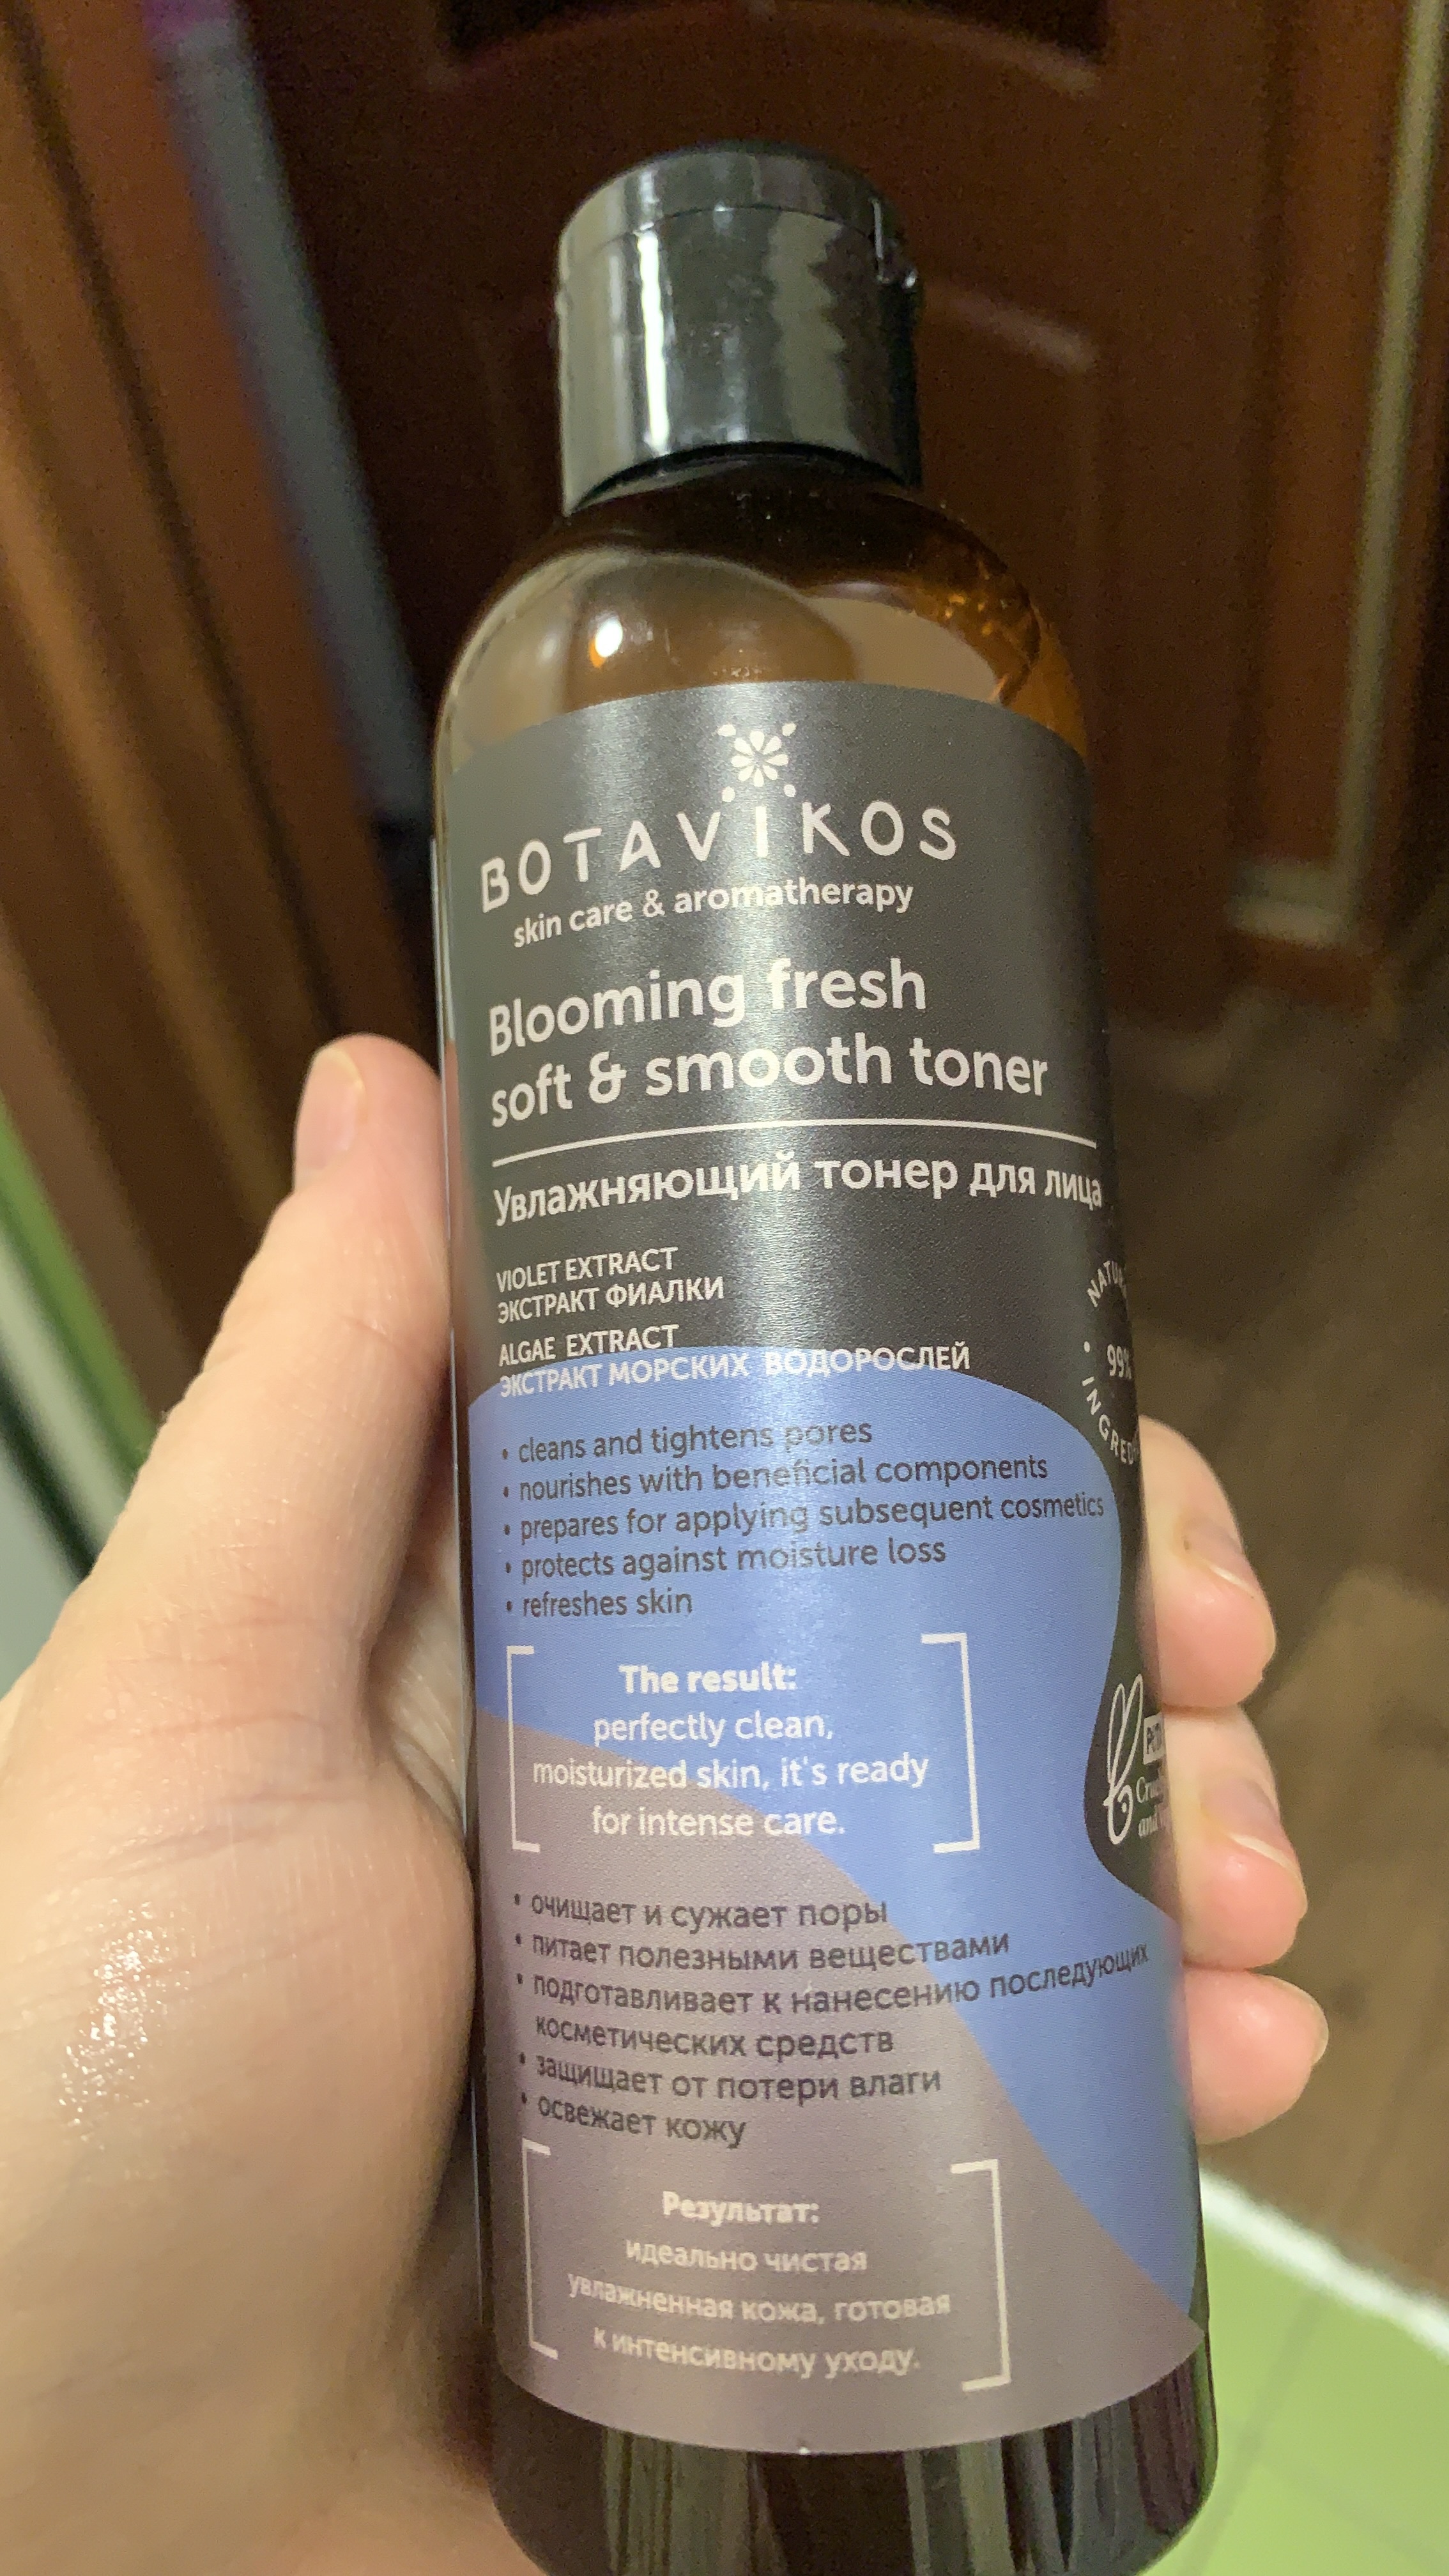 BOTAVIKOS
skin care & aromatherapy
Blooming fresh
soft & smooth toner
Увлажняющий тонер для лица
VIOLET EXTRACT
ЭКСТРАКТ ФИАЛКИ
ALGAE EXTRACT
ЭКСТРАКТ МОРСКИХ ВОДОРОСЛЕЙ
99%
• cleans and tightens pores
• nourishes with beneficial components
• prepares for applying subsequent cosmetics
• protects against moisture loss
• refreshes skin
The result:
perfectly clean,
moisturized skin, it's ready
for intense care.
• очищает и сужает поры
• питает полезными веществами
• подготавливает к нанесению последующих
косметических средств
• защищает от потери влаги
• освежает кожу
Результат:
идеально чистая
увлажненная кожа, готовая
к интенсивному уходу.